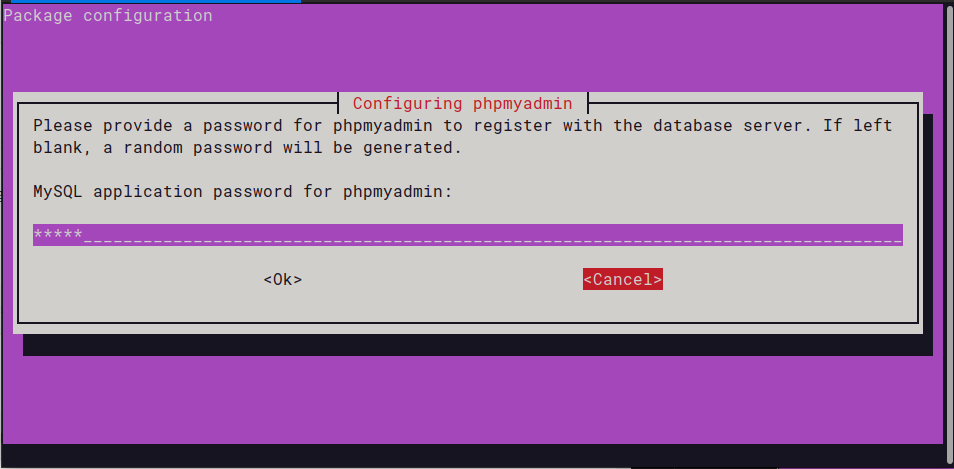 Package configuration
Configuring phpmyadmin
Please provide a password for phpmyadmin to register with the database server. If left
blank, a random password will be generated.
MySQL application password for phpmyadmin:
*****__________________________________________________________________________________
<Ok>
<Cancel>